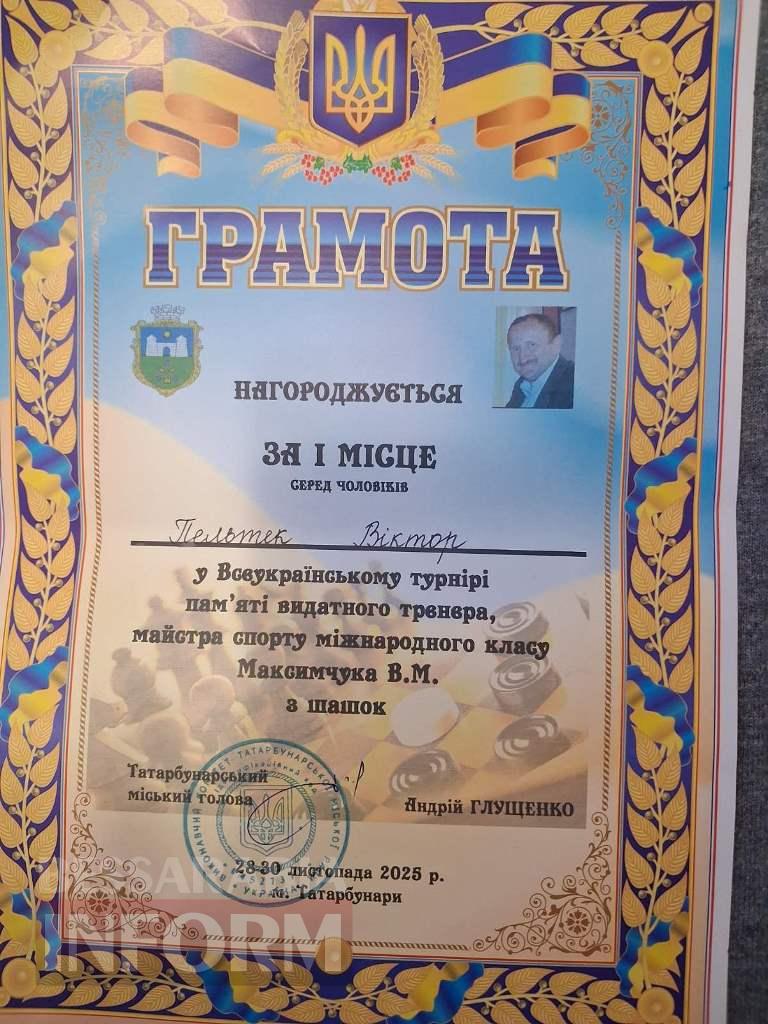 ГРАМОТА
НАГОРОДЖУЄТЬСЯ
ЗА І МІСЦЕ
СЕРЕД ЧОЛОВІКІВ
Пельтек Віктор
у Всеукраїнському турнірі
пам'яті видатного тренера,
майстра спорту міжнародного класу
Максимчука В.М.
з шашок
Татарбунарський
міський голова
Андрій ГЛУЩЕНКО
28-30 листопада 2025 р.
м. Татарбунари
INFORM